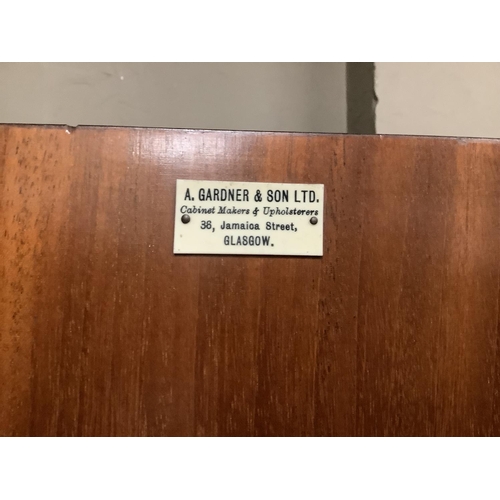 A. GARDNER & SON LTD.
Cabinet Makers & Upholsterers
36, Jamaica Street,
GLASGOW.